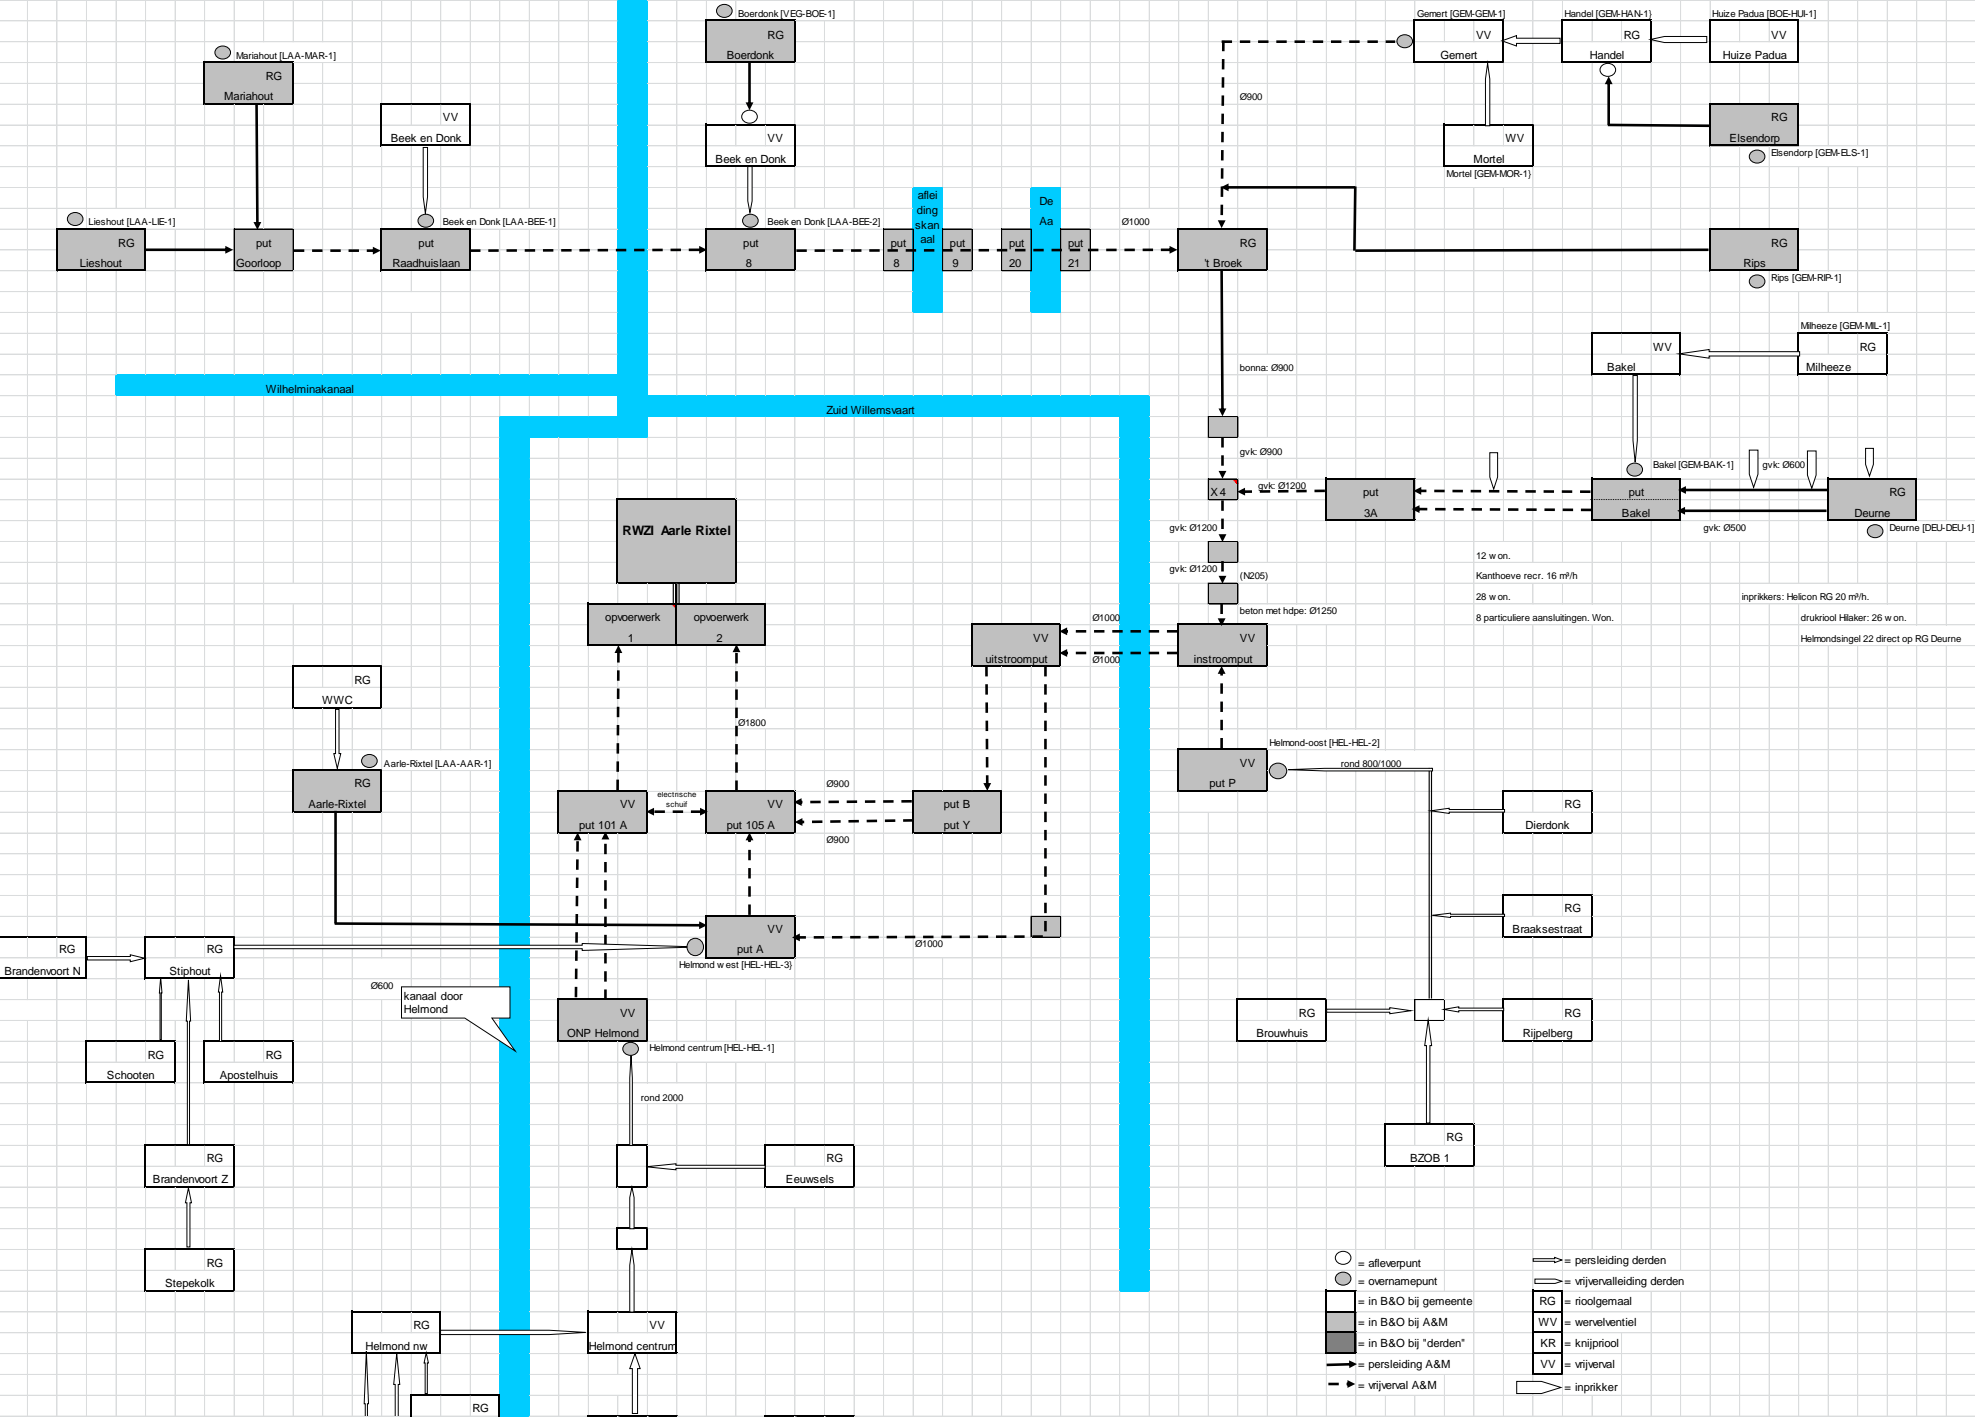 Boerdonk [VEG-BOE-1]
RG
Boerdonk
Gemert [GEM-GEM-1]
VV
Gemert
Handel [GEM-HAN-1]
RG
Handel
Huize Padua [BOE-HUI-1]
VV
Huize Padua
Mariahout [LAA-MAR-1]
RG
Mariahout
VV
Beek en Donk
VV
Beek en Donk
Ø900
WV
Mortel
Mortel [GEM-MOR-1]
RG
Elsendorp
Elsendorp [GEM-ELS-1]
Lieshout [LAA-LIE-1]
RG
Lieshout
put
Goorloop
Beek en Donk [LAA-BEE-1]
put
Raadhuislaan
Beek en Donk [LAA-BEE-2]
put
8
aflei
ding
skan
aal
put
8
put
9
De
Aa
put
20
put
21
Ø1000
RG
't Broek
RG
Rips
Rips [GEM-RIP-1]
Milheeze [GEM-MIL-1]
WV
Bakel
RG
Milheeze
bonna: Ø900
Wilhelminakanaal
Zuid Willemsvaart
gvk: Ø900
Bakel [GEM-BAK-1]
gvk: Ø600
X 4
gvk: Ø1200
put
3A
put
Bakel
RG
Deurne
gvk: Ø500
Deurne [DEU-DEU-1]
gvk: Ø1200
RWZI Aarle Rixtel
gvk: Ø1200
(N205)
12 won.
Kanthoeve recr. 16 m³/h
28 won.
8 particuliere aansluitingen. Won.
inprikkers: Helicon RG 20 m³/h.
drukriool Hilaker: 26 won.
Helmondsingel 22 direct op RG Deurne
beton met hdpe: Ø1250
opvoerwerk
1
opvoerwerk
2
VV
uitstroomput
Ø1000
Ø1000
VV
instroomput
RG
WWC
Ø1800
Aarle-Rixtel [LAA-AAR-1]
RG
Aarle-Rixtel
Helmond-oost [HEL-HEL-2]
VV
put P
rond 800/1000
VV
put 101 A
electrische
schuif
VV
put 105 A
Ø900
Ø900
put B
put Y
RG
Dierdonk
RG
Braaksestraat
VV
put A
Helmond west [HEL-HEL-3]
Ø1000
RG
Brandenvoort N
RG
Stiphout
Ø600
kanaal door
Helmond
VV
ONP Helmond
Helmond centrum [HEL-HEL-1]
RG
Brouwhuis
RG
Rijpelberg
RG
Schooten
RG
Apostelhuis
rond 2000
RG
BZOB 1
RG
Brandenvoort Z
RG
Eeuwsels
RG
Stepekolk
RG
Helmond nw
VV
Helmond centrum
RG
= afleverpunt
= overnamepunt
= in B&O bij gemeente
= in B&O bij A&M
= in B&O bij "derden"
= persleiding A&M
= vrijverval A&M
= persleiding derden
= vrijvervalleiding derden
RG = rioolgemaal
WV = wervelventiel
KR = knijpriool
VV = vrijverval
= inprikker